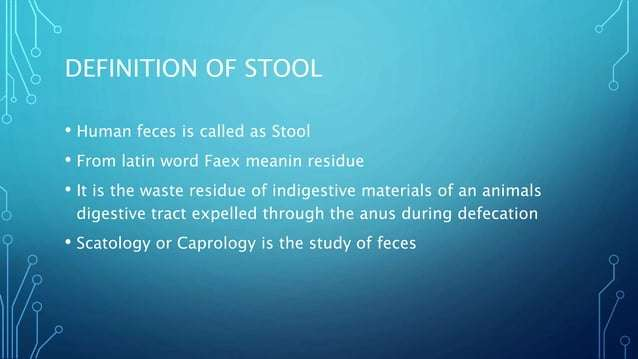 DEFINITION OF STOOL
• Human feces is called as Stool
• From latin word Faex meanin residue
• It is the waste residue of indigestive materials of an animals
digestive tract expelled through the anus during defecation
• Scatology or Caprology is the study of feces